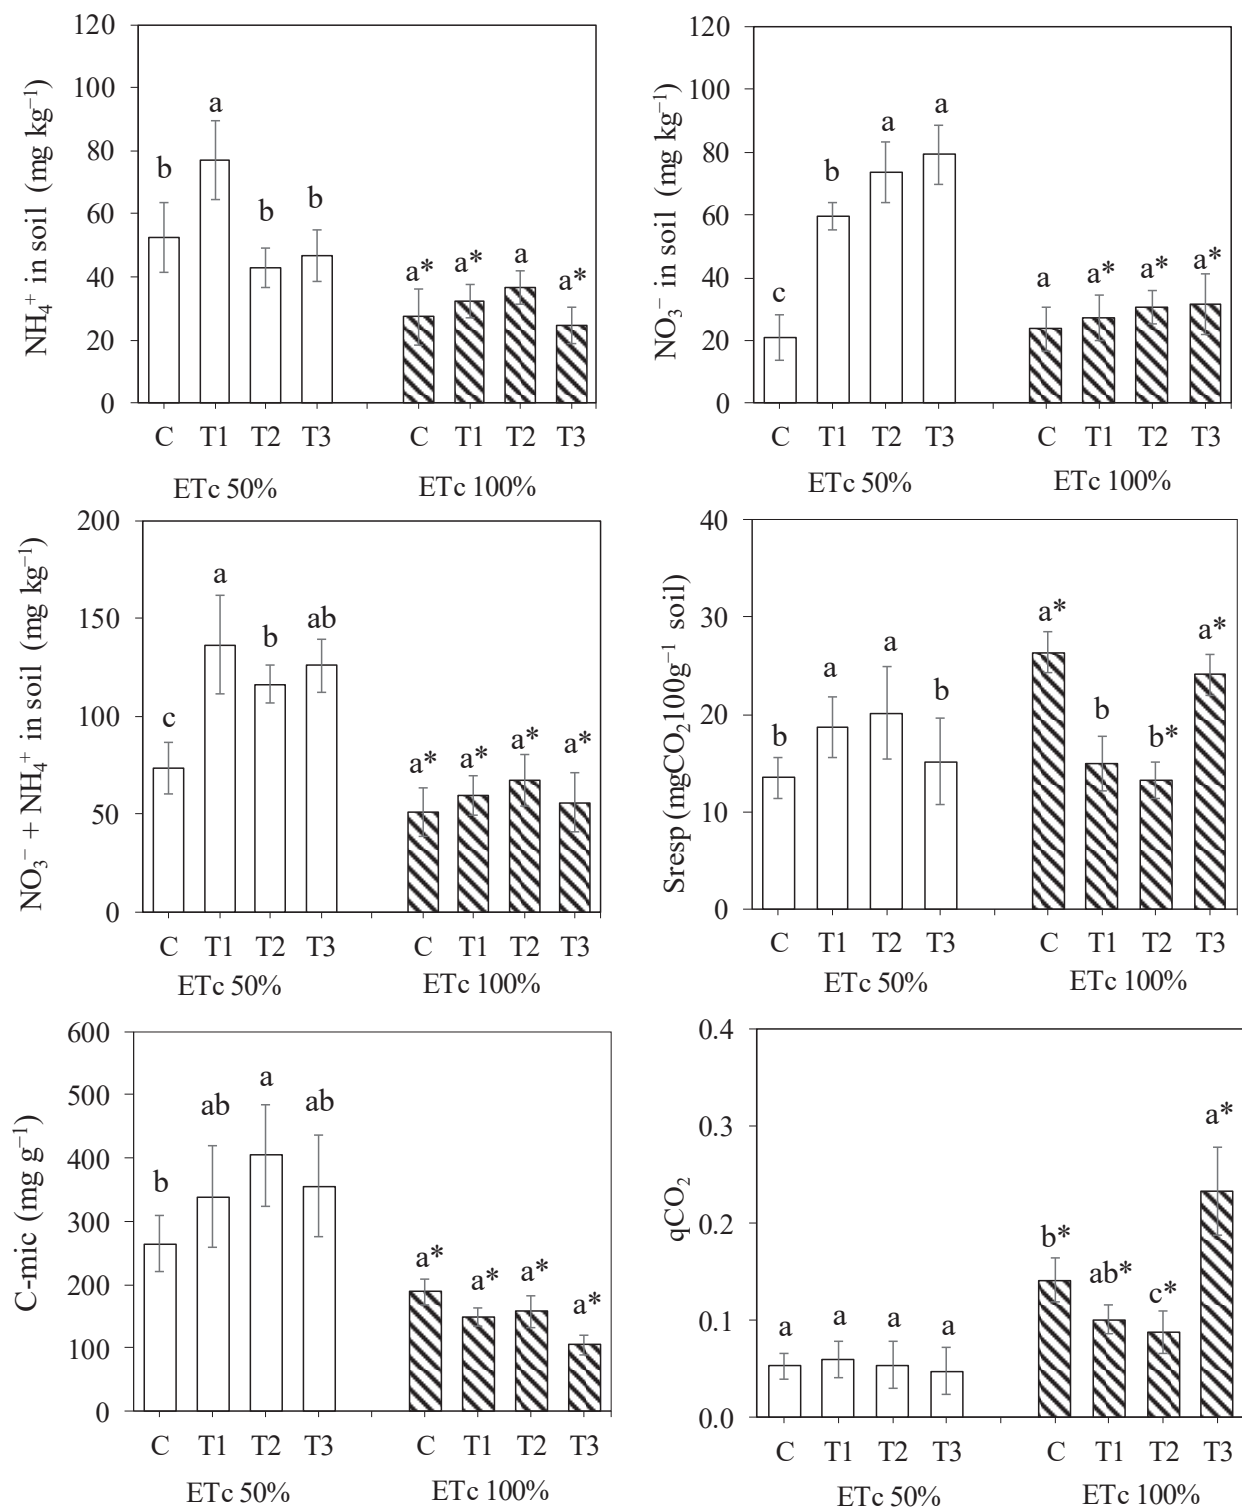 NH₄⁺ in soil (mg kg⁻¹)
120
100
80
60
40
20
0
b
a
b
b
a*
a*
a
a*
C T1 T2 T3 C T1 T2 T3
ETc 50% ETc 100%
NO₃⁻ in soil (mg kg⁻¹)
120
100
80
60
40
20
0
c
b
a
a
a
a*
a*
a*
C T1 T2 T3 C T1 T2 T3
ETc 50% ETc 100%
NO₃⁻ + NH₄⁺ in soil (mg kg⁻¹)
200
150
100
50
0
c
a
b
ab
a*
a*
a*
a*
C T1 T2 T3 C T1 T2 T3
ETc 50% ETc 100%
Sresp (mgCO₂100g⁻¹ soil)
40
30
20
10
0
b
a
a
b
a*
b
b*
a*
C T1 T2 T3 C T1 T2 T3
ETc 50% ETc 100%
C-mic (mg g⁻¹)
600
500
400
300
200
100
0
b
ab
a
ab
a*
a*
a*
a*
C T1 T2 T3 C T1 T2 T3
ETc 50% ETc 100%
qCO₂
0.4
0.3
0.2
0.1
0.0
a
a
a
a
b*
ab*
c*
a*
C T1 T2 T3 C T1 T2 T3
ETc 50% ETc 100%